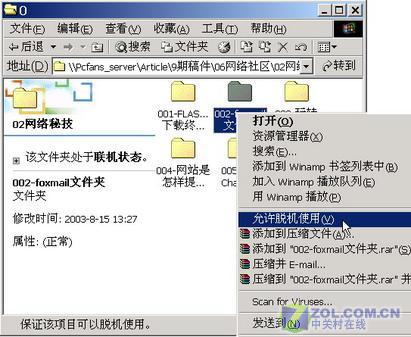 0
文件(F) 编辑(E) 查看(V) 收藏(A) 工具(T) 帮助(H)
后退 搜索 文件夹
地址(D) \\Pcfans_server\Article\9期稿件\06网络社区\02网 转到
02网络秘技
该文件夹处于联机状态。
002-foxmail文件夹
文件夹
修改时间: 2003-8-15 13:27
属性: (正常)
001-FLAS...
下载终...
002-
文件
004-网站是
怎样提...
005
Cha
打开(O)
资源管理器(X)
搜索(E)...
添加到 Winamp 书签列表中(B)
加入 Winamp 播放队列(E)
用 Winamp 播放(P)
允许脱机使用(V)
添加到压缩文件(A)...
添加到 "002-foxmail文件夹.rar"(S)
压缩并 E-mail...
压缩到 "002-foxmail文件夹.rar" 并
Scan for Viruses...
发送到(N)
保证该项目可以脱机使用。
ZOL.COM.CN
中关村在线